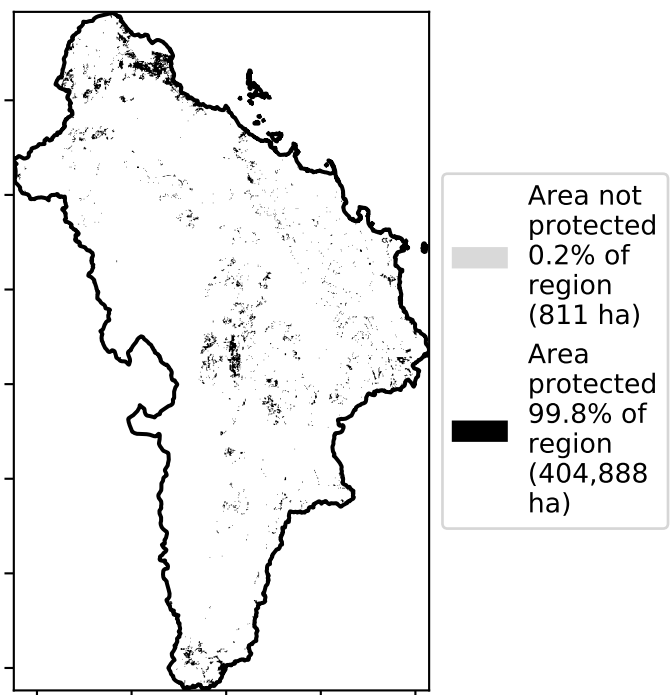 Area not
protected
0.2% of
region
(811 ha)
Area
protected
99.8% of
region
(404,888
ha)